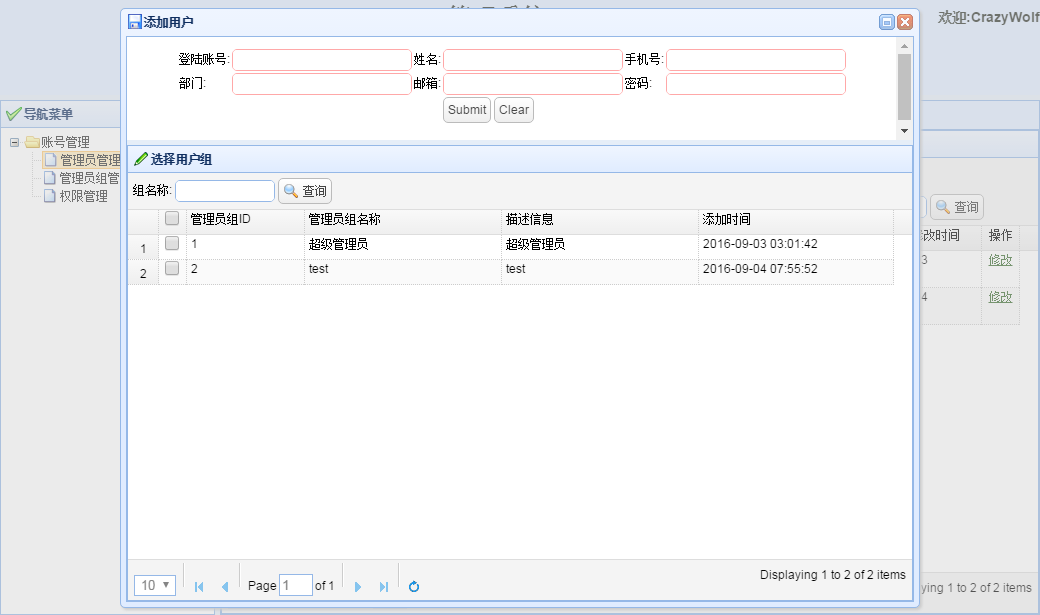 欢迎:CrazyWolf
添加用户
登陆账号: 姓名: 手机号:
部门: 邮箱: 密码:
Submit Clear
导航菜单
账号管理
管理员管理
管理员组管
权限管理
选择用户组
组名称: 查询
管理员组ID 管理员组名称 描述信息 添加时间
1 1 超级管理员 超级管理员 2016-09-03 03:01:42
2 2 test test 2016-09-04 07:55:52
查询
改时间 操作
3 修改
4 修改
10 Page 1 of 1 Displaying 1 to 2 of 2 items
ying 1 to 2 of 2 items